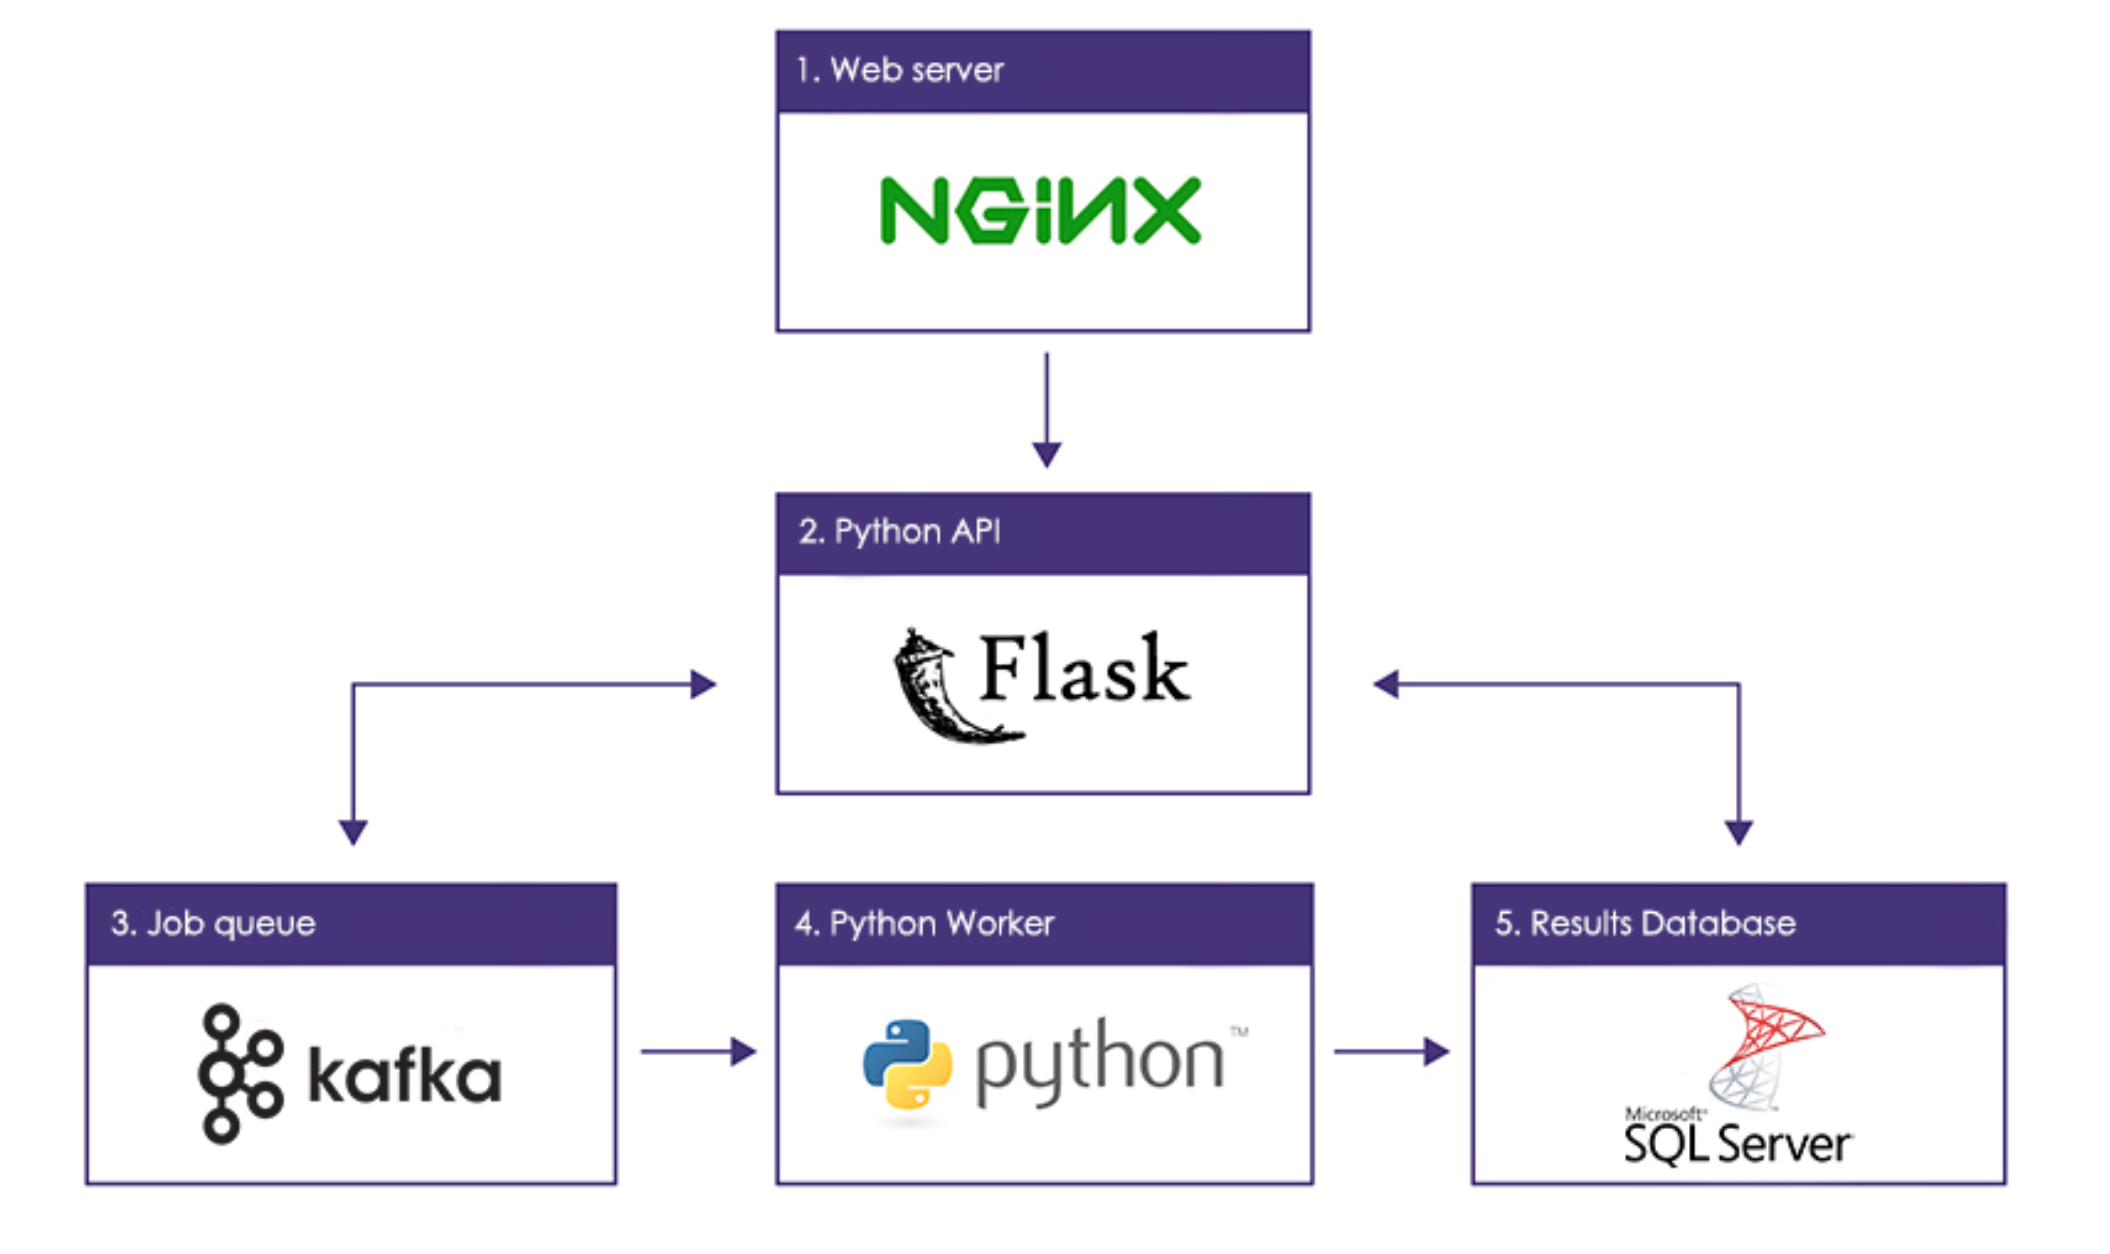 1. Web server
NGiNX
2. Python API
Flask
3. Job queue
kafka
4. Python Worker
python™
5. Results Database
Microsoft®
SQL Server